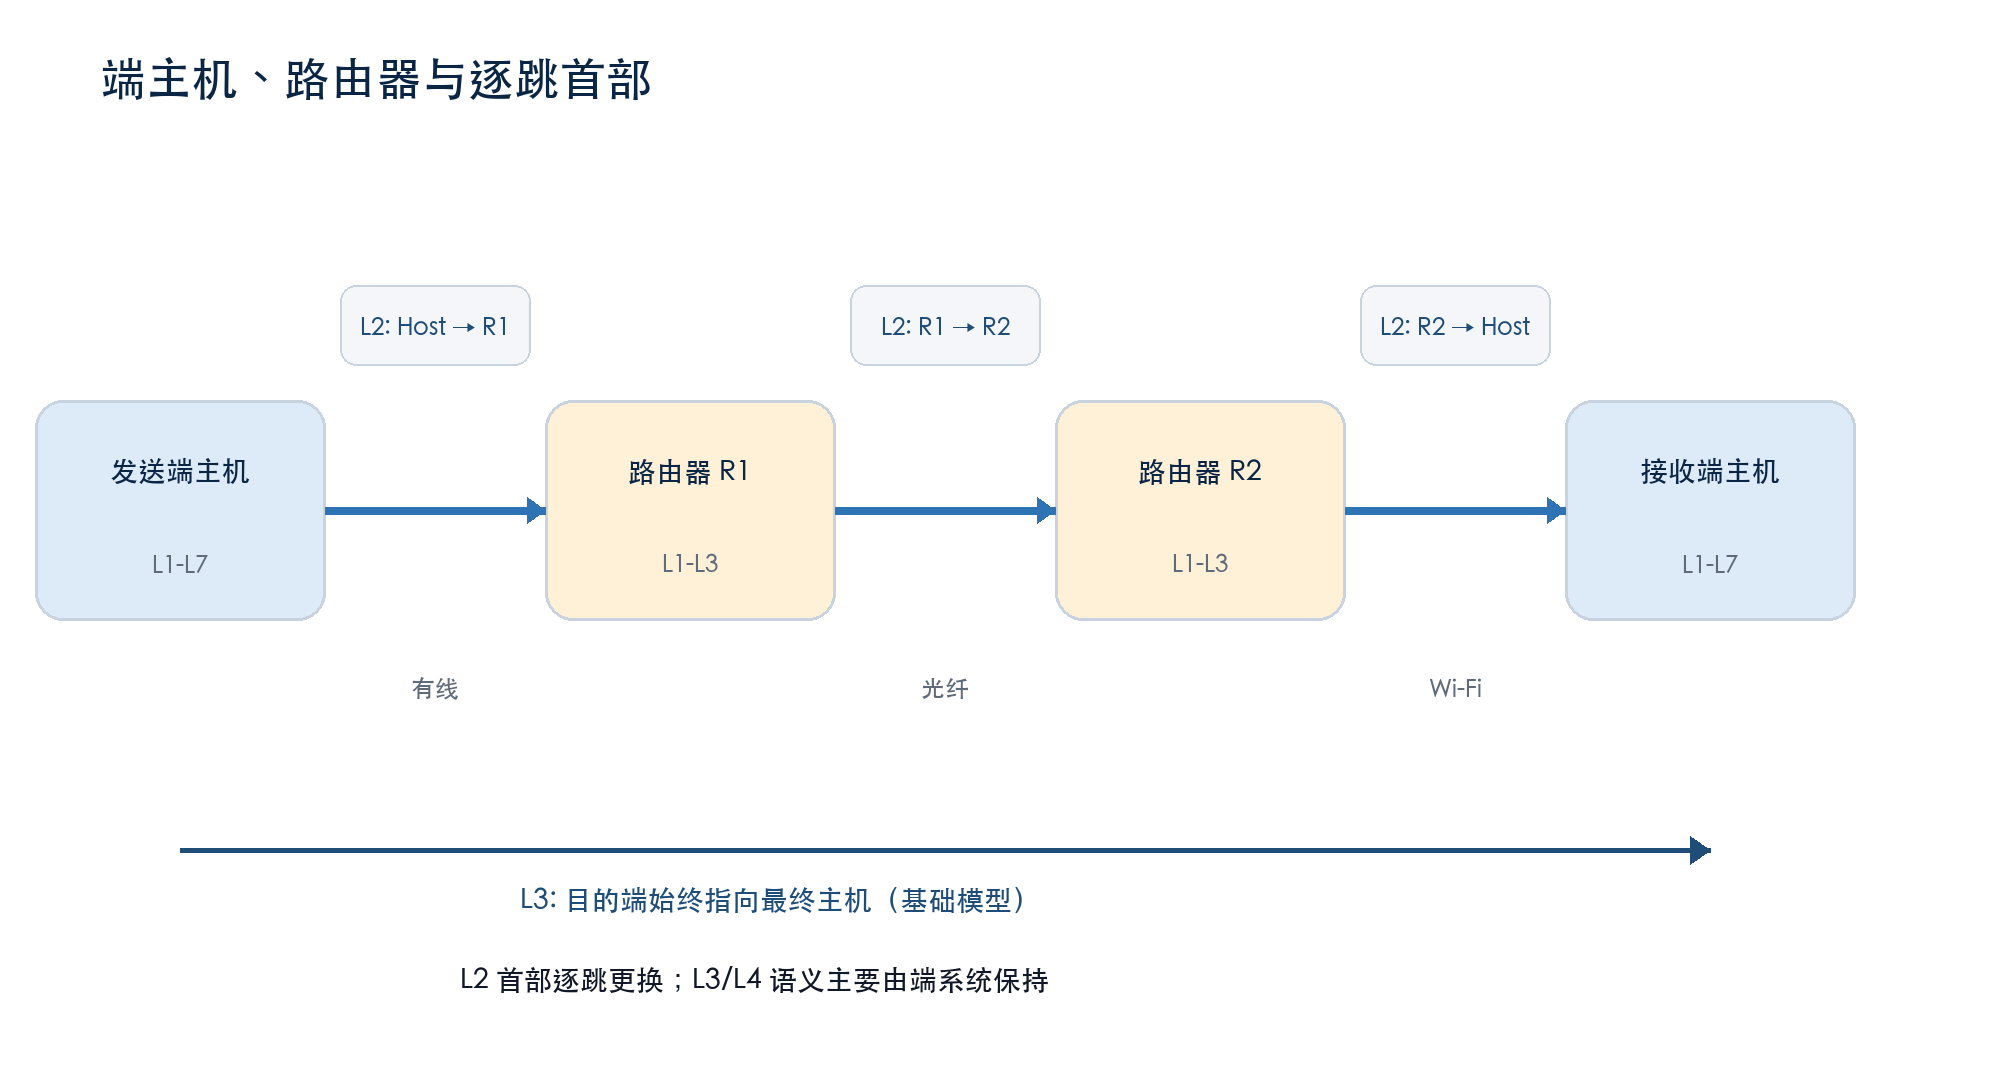 端主机、路由器与逐跳首部
L2: Host → R1
L2: R1 → R2
L2: R2 → Host
发送端主机
路由器 R1
路由器 R2
接收端主机
L1-L7
L1-L3
L1-L3
L1-L7
有线
光纤
Wi-Fi
L3: 目的端始终指向最终主机（基础模型）
L2 首部逐跳更换；L3/L4 语义主要由端系统保持